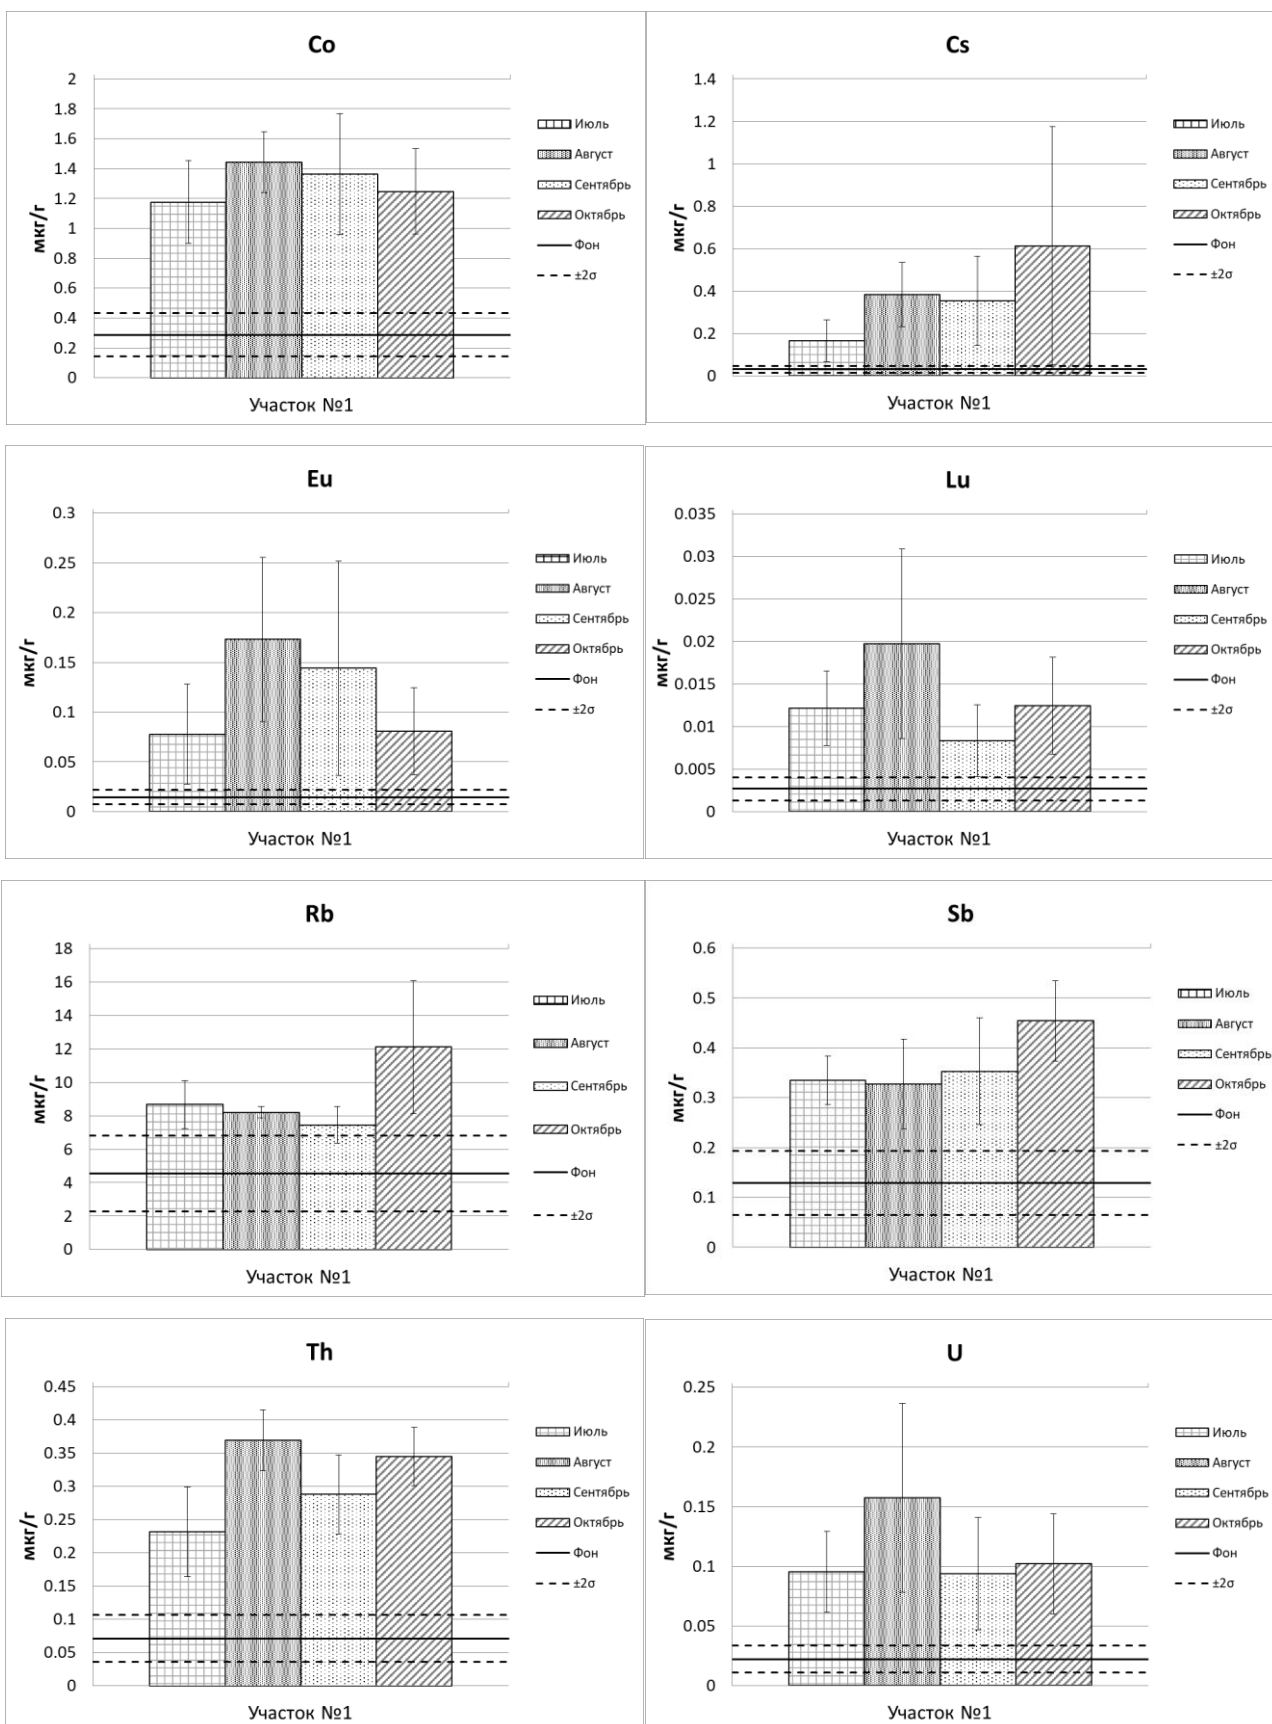 Co
2
1.8
1.6
1.4
1.2
1
0.8
0.6
0.4
0.2
0
мкг/г
Участок №1
Июль
Август
Сентябрь
Октябрь
Фон
±2σ
Cs
1.4
1.2
1
0.8
0.6
0.4
0.2
0
мкг/г
Участок №1
Июль
Август
Сентябрь
Октябрь
Фон
±2σ
Eu
0.3
0.25
0.2
0.15
0.1
0.05
0
мкг/г
Участок №1
Июль
Август
Сентябрь
Октябрь
Фон
±2σ
Lu
0.035
0.03
0.025
0.02
0.015
0.01
0.005
0
мкг/г
Участок №1
Июль
Август
Сентябрь
Октябрь
Фон
±2σ
Rb
18
16
14
12
10
8
6
4
2
0
мкг/г
Участок №1
Июль
Август
Сентябрь
Октябрь
Фон
±2σ
Sb
0.6
0.5
0.4
0.3
0.2
0.1
0
мкг/г
Участок №1
Июль
Август
Сентябрь
Октябрь
Фон
±2σ
Th
0.45
0.4
0.35
0.3
0.25
0.2
0.15
0.1
0.05
0
мкг/г
Участок №1
Июль
Август
Сентябрь
Октябрь
Фон
±2σ
U
0.25
0.2
0.15
0.1
0.05
0
мкг/г
Участок №1
Июль
Август
Сентябрь
Октябрь
Фон
±2σ